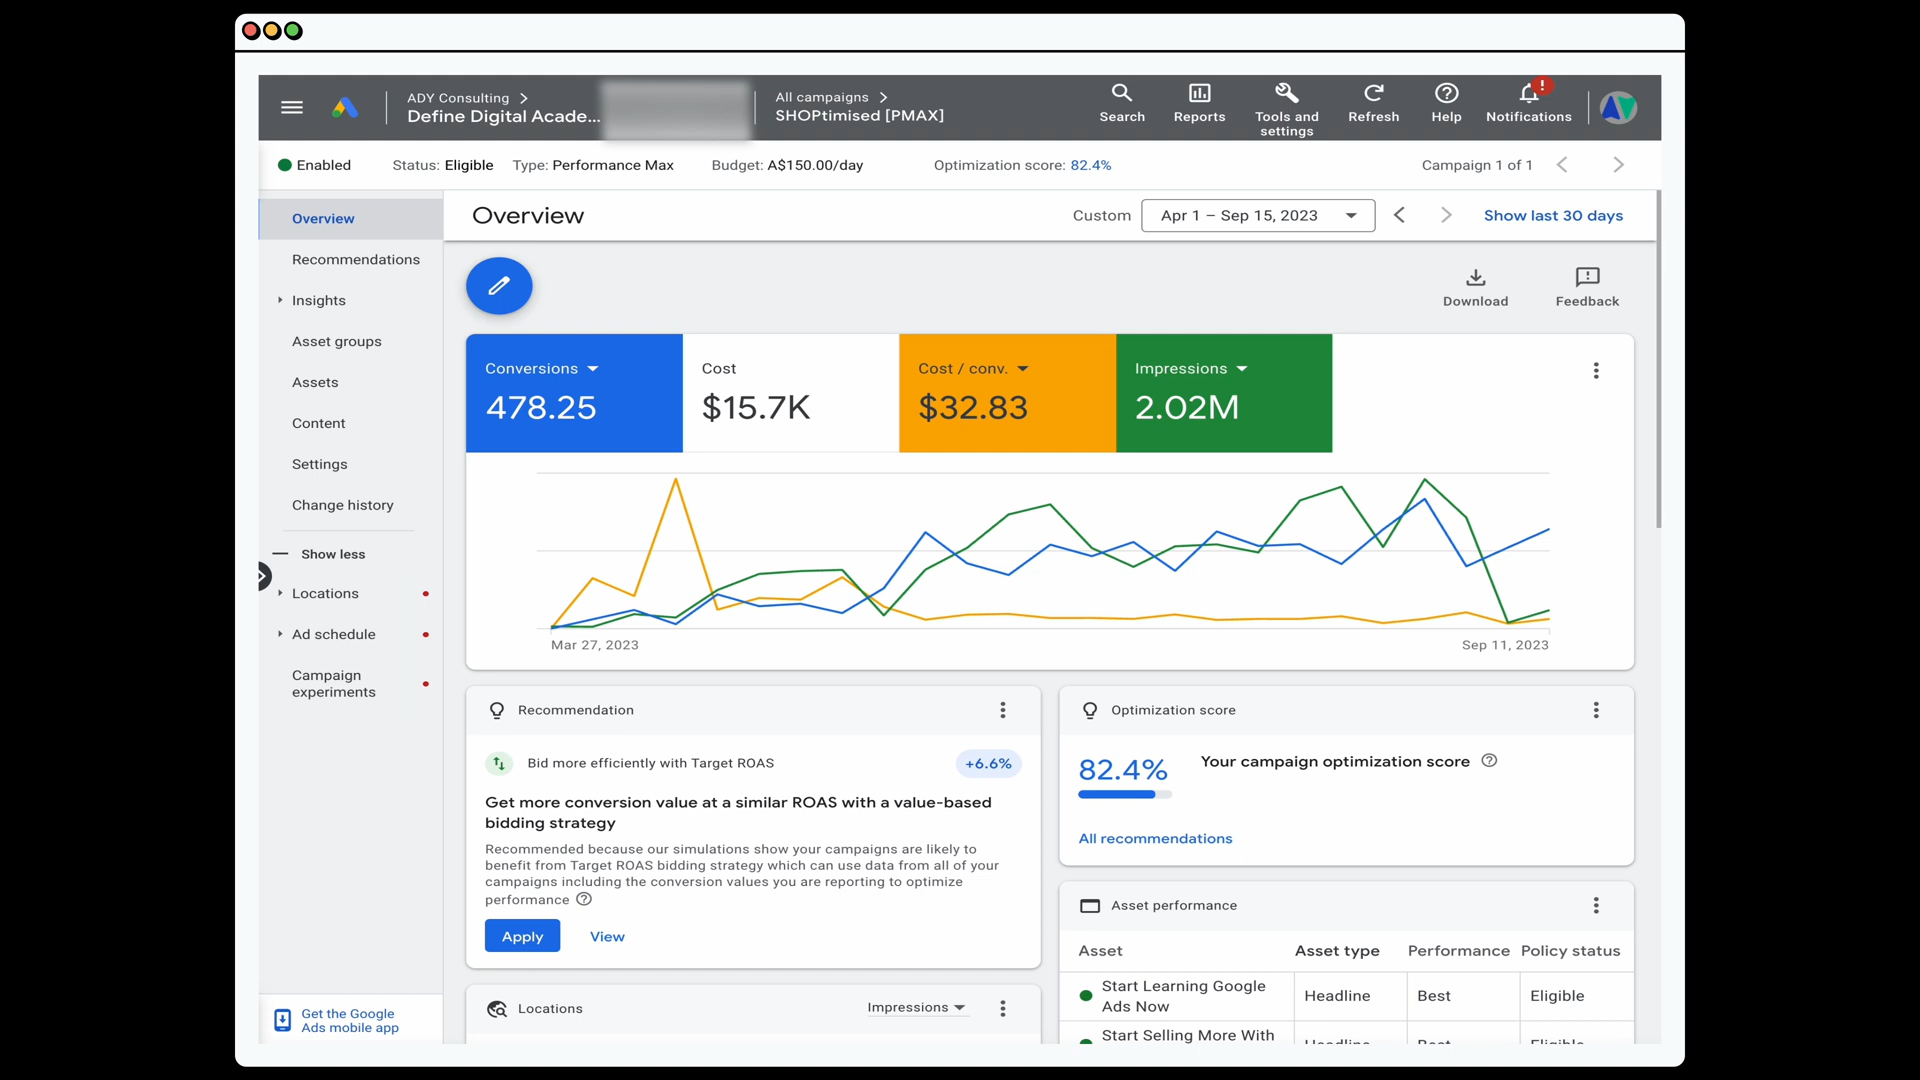 ADY Consulting
Define Digital Acade...
All campaigns
SHOPtimised [PMAX]
Search
Reports
Tools and
settings
Refresh
Help
!
Notifications
Enabled
Status: Eligible
Type: Performance Max
Budget: A$150.00/day
Optimization score: 82.4%
Campaign 1 of 1
Overview
Recommendations
Insights
Asset groups
Assets
Content
Settings
Change history
Show less
Locations
Ad schedule
Campaign
experiments
Get the Google
Ads mobile app
Overview
Custom
Apr 1 – Sep 15, 2023
Show last 30 days
Download
Feedback
Conversions
478.25
Cost
$15.7K
Cost / conv.
$32.83
Impressions
2.02M
Mar 27, 2023
Sep 11, 2023
Recommendation
Bid more efficiently with Target ROAS
+6.6%
Get more conversion value at a similar ROAS with a value-based
bidding strategy
Recommended because our simulations show your campaigns are likely to
benefit from Target ROAS bidding strategy which can use data from all of your
campaigns including the conversion values you are reporting to optimize
performance
Apply
View
Locations
Impressions
Optimization score
82.4%
Your campaign optimization score
All recommendations
Asset performance
Asset
Asset type
Performance
Policy status
Start Learning Google
Ads Now
Headline
Best
Eligible
Start Selling More With
Headline
Best
Eligible